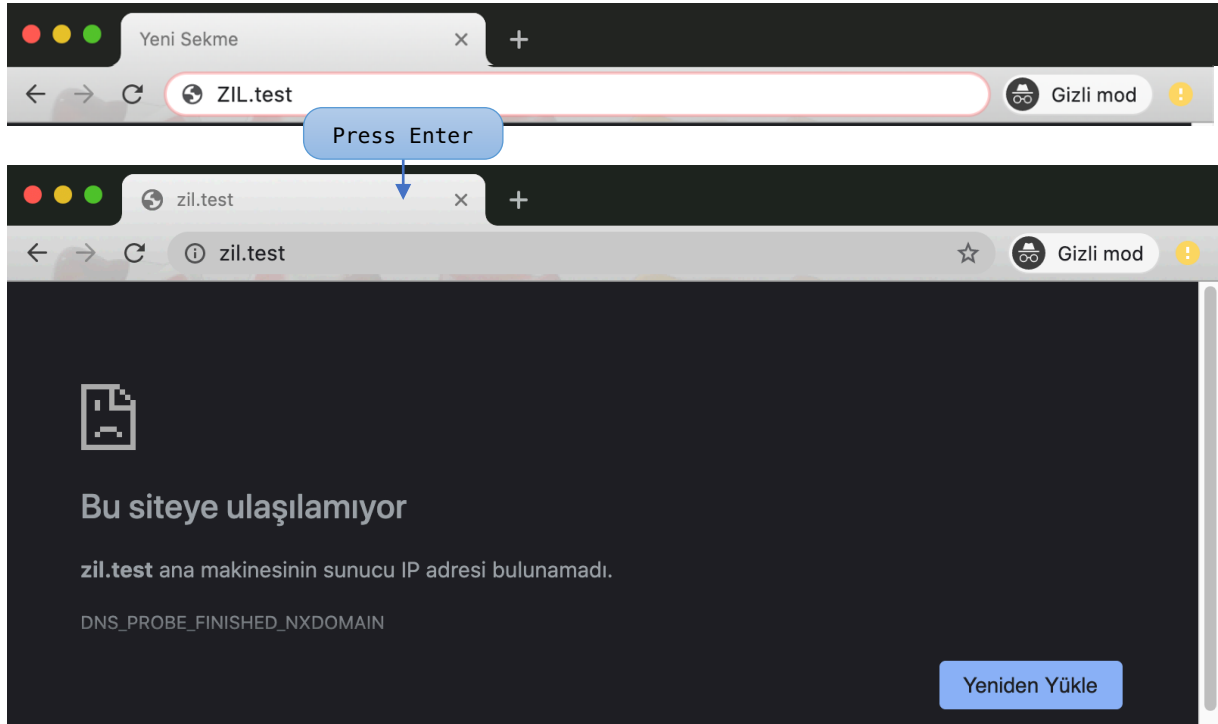 Yeni Sekme
ZIL.test
Gizli mod
Press Enter
zil.test
zil.test
Gizli mod
Bu siteye ulaşılamıyor
zil.test ana makinesinin sunucu IP adresi bulunamadı.
DNS_PROBE_FINISHED_NXDOMAIN
Yeniden Yükle